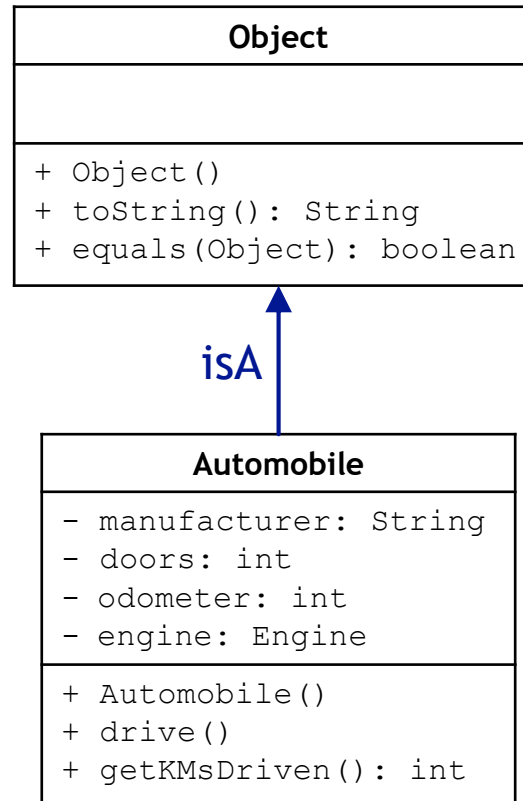 Object
+ Object()
+ toString(): String
+ equals(Object): boolean
isA
Automobile
- manufacturer: String
- doors: int
- odometer: int
- engine: Engine
+ Automobile()
+ drive()
+ getKMsDriven(): int